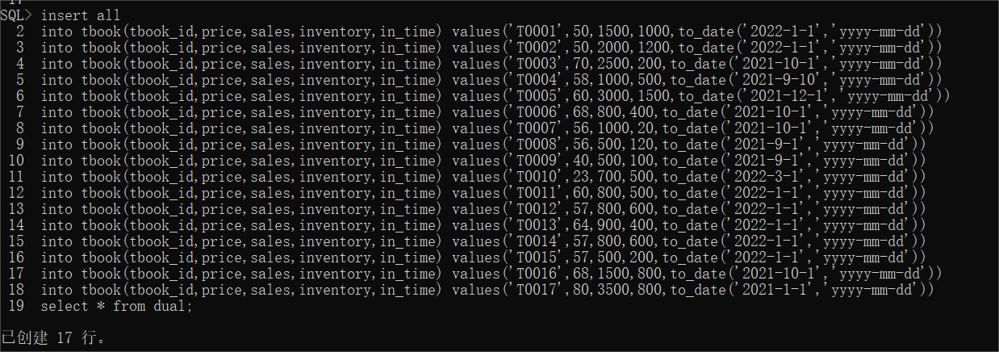 SQL> insert all
2 into tbook(tbook_id,price,sales,inventory,in_time) values('T0001',50,1500,1000,to_date('2022-1-1','yyyy-mm-dd'))
3 into tbook(tbook_id,price,sales,inventory,in_time) values('T0002',50,2000,1200,to_date('2022-1-1','yyyy-mm-dd'))
4 into tbook(tbook_id,price,sales,inventory,in_time) values('T0003',70,2500,200,to_date('2021-10-1','yyyy-mm-dd'))
5 into tbook(tbook_id,price,sales,inventory,in_time) values('T0004',58,1000,500,to_date('2021-9-10','yyyy-mm-dd'))
6 into tbook(tbook_id,price,sales,inventory,in_time) values('T0005',60,3000,1500,to_date('2021-12-1','yyyy-mm-dd'))
7 into tbook(tbook_id,price,sales,inventory,in_time) values('T0006',68,800,400,to_date('2021-10-1','yyyy-mm-dd'))
8 into tbook(tbook_id,price,sales,inventory,in_time) values('T0007',56,1000,20,to_date('2021-10-1','yyyy-mm-dd'))
9 into tbook(tbook_id,price,sales,inventory,in_time) values('T0008',56,500,120,to_date('2021-9-1','yyyy-mm-dd'))
10 into tbook(tbook_id,price,sales,inventory,in_time) values('T0009',40,500,100,to_date('2021-9-1','yyyy-mm-dd'))
11 into tbook(tbook_id,price,sales,inventory,in_time) values('T0010',23,700,500,to_date('2022-3-1','yyyy-mm-dd'))
12 into tbook(tbook_id,price,sales,inventory,in_time) values('T0011',60,800,500,to_date('2022-1-1','yyyy-mm-dd'))
13 into tbook(tbook_id,price,sales,inventory,in_time) values('T0012',57,800,600,to_date('2022-1-1','yyyy-mm-dd'))
14 into tbook(tbook_id,price,sales,inventory,in_time) values('T0013',64,900,400,to_date('2022-1-1','yyyy-mm-dd'))
15 into tbook(tbook_id,price,sales,inventory,in_time) values('T0014',57,800,600,to_date('2022-1-1','yyyy-mm-dd'))
16 into tbook(tbook_id,price,sales,inventory,in_time) values('T0015',57,500,200,to_date('2022-1-1','yyyy-mm-dd'))
17 into tbook(tbook_id,price,sales,inventory,in_time) values('T0016',68,1500,800,to_date('2021-10-1','yyyy-mm-dd'))
18 into tbook(tbook_id,price,sales,inventory,in_time) values('T0017',80,3500,800,to_date('2021-1-1','yyyy-mm-dd'))
19 select * from dual;
已创建 17 行。